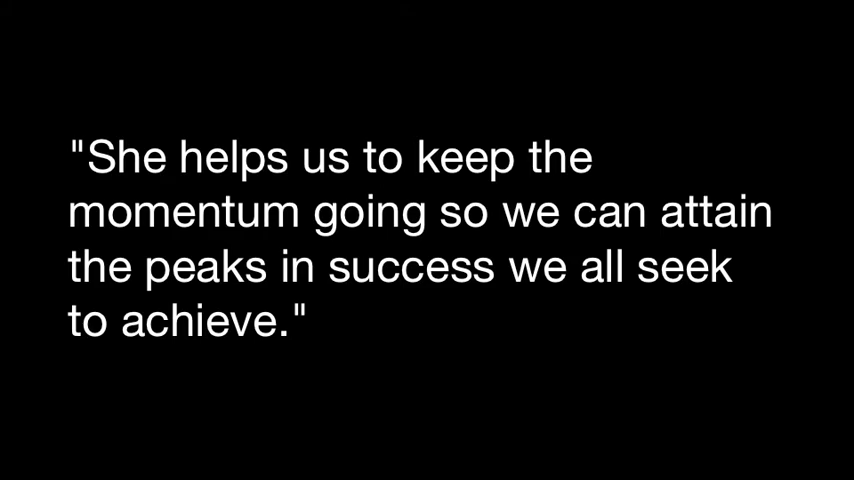 "She helps us to keep the
momentum going so we can attain
the peaks in success we all seek
to achieve."